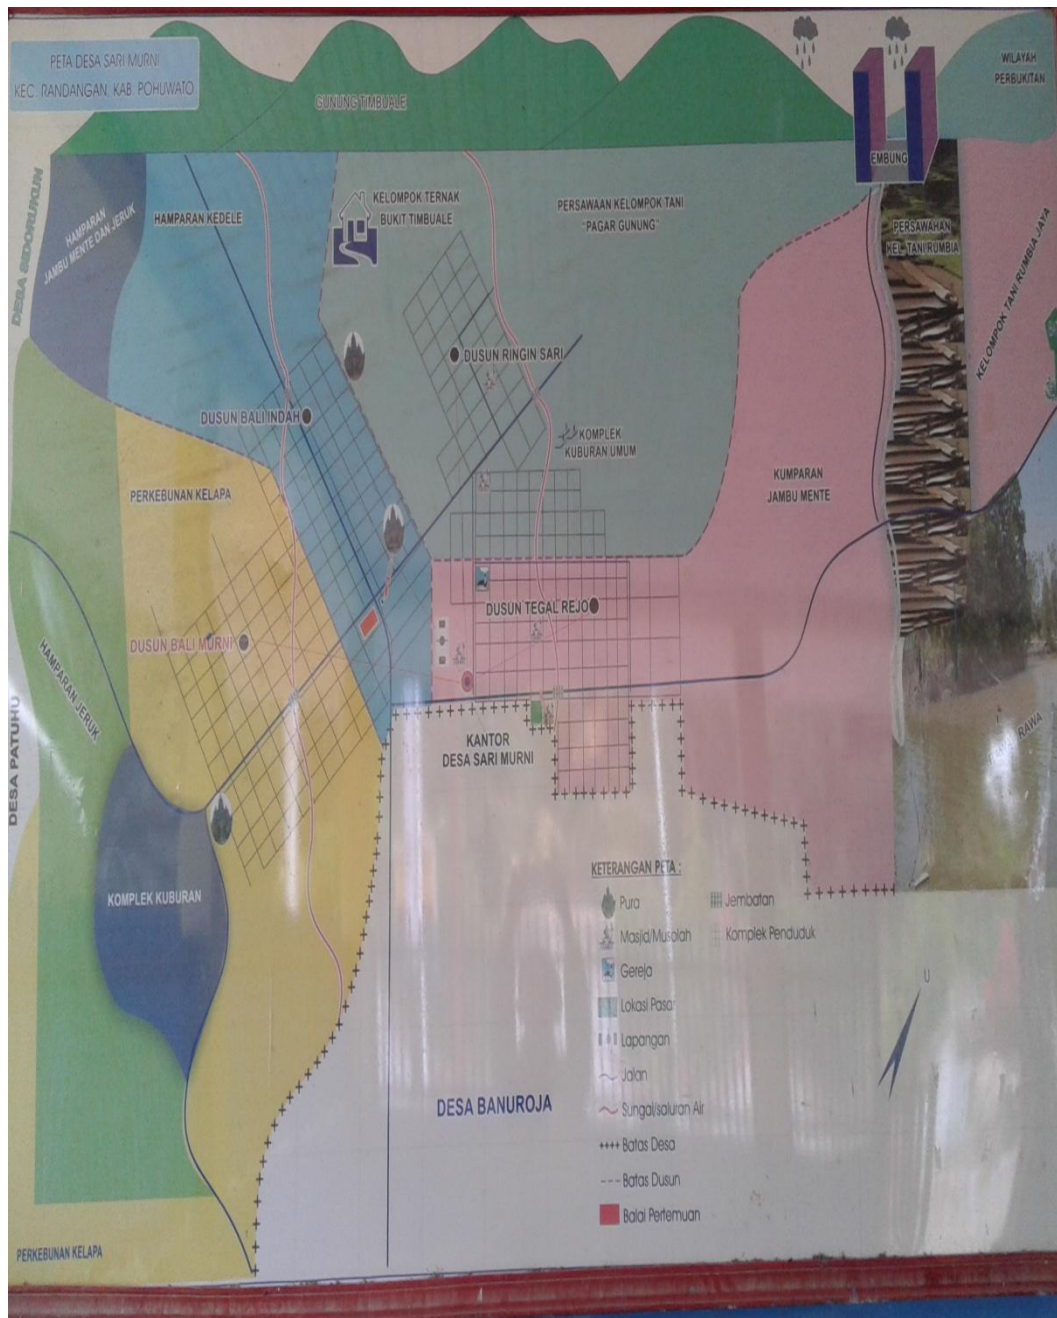 PETA DESA SARI MURNI
KEC. RANDANGAN, KAB. POHUWATO
GUNUNG TIMBUALE
WILAYAH
PERBUKITAN
EMBUNG
DESA SIDORUKUN
HAMPARAN
JAMBU MENTE DAN JERUK
HAMPARAN KEDELE
KELOMPOK TERNAK
BUKIT TIMBUALE
PERSAWAAN KELOMPOK TANI
"PAGAR GUNUNG"
PERSAWAHAN
KEL. TANI RUMBIA
KELOMPOK TANI RUMBIA JAYA
DUSUN RINGIN SARI
DUSUN BALI INDAH
KOMPLEK
KUBURAN UMUM
PERKEBUNAN KELAPA
KUMPARAN
JAMBU MENTE
DUSUN TEGAL REJO
DUSUN BALI MURNI
HAMPARAN JERUK
DESA PATUHU
KANTOR
DESA SARI MURNI
RAWA
KOMPLEK KUBURAN
KETERANGAN PETA :
Pura
Masjid/Musolah
Gereja
Lokasi Pasar
Lapangan
Jalan
Sungai/saluran Air
Batas Desa
Batas Dusun
Balai Pertemuan
Jembatan
Komplek Penduduk
U
DESA BANUROJA
PERKEBUNAN KELAPA